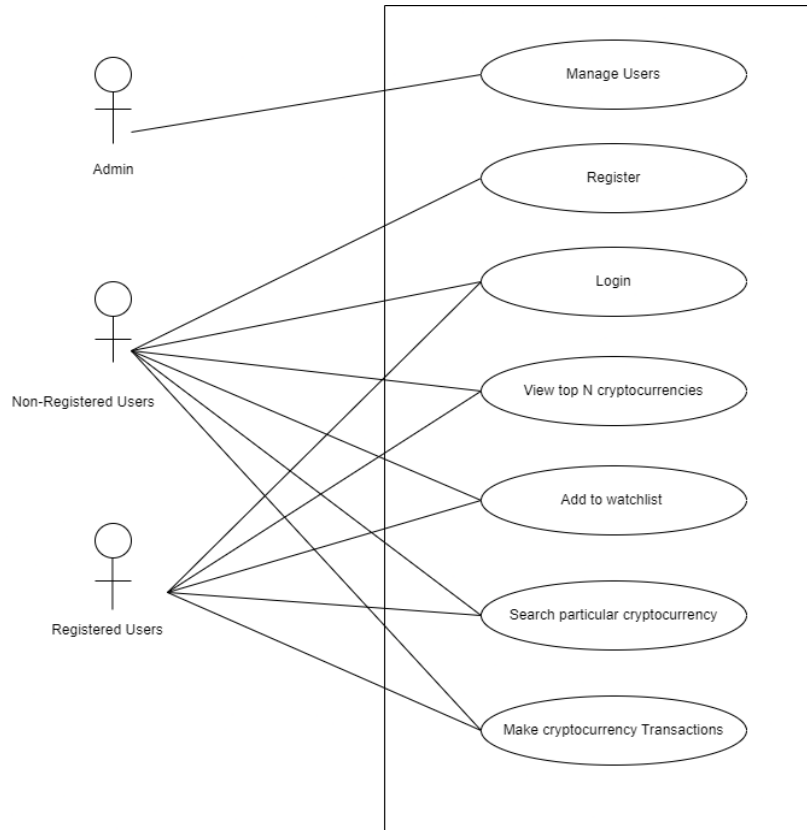 Manage Users
Admin
Register
Login
Non-Registered Users
View top N cryptocurrencies
Add to watchlist
Registered Users
Search particular cryptocurrency
Make cryptocurrency Transactions